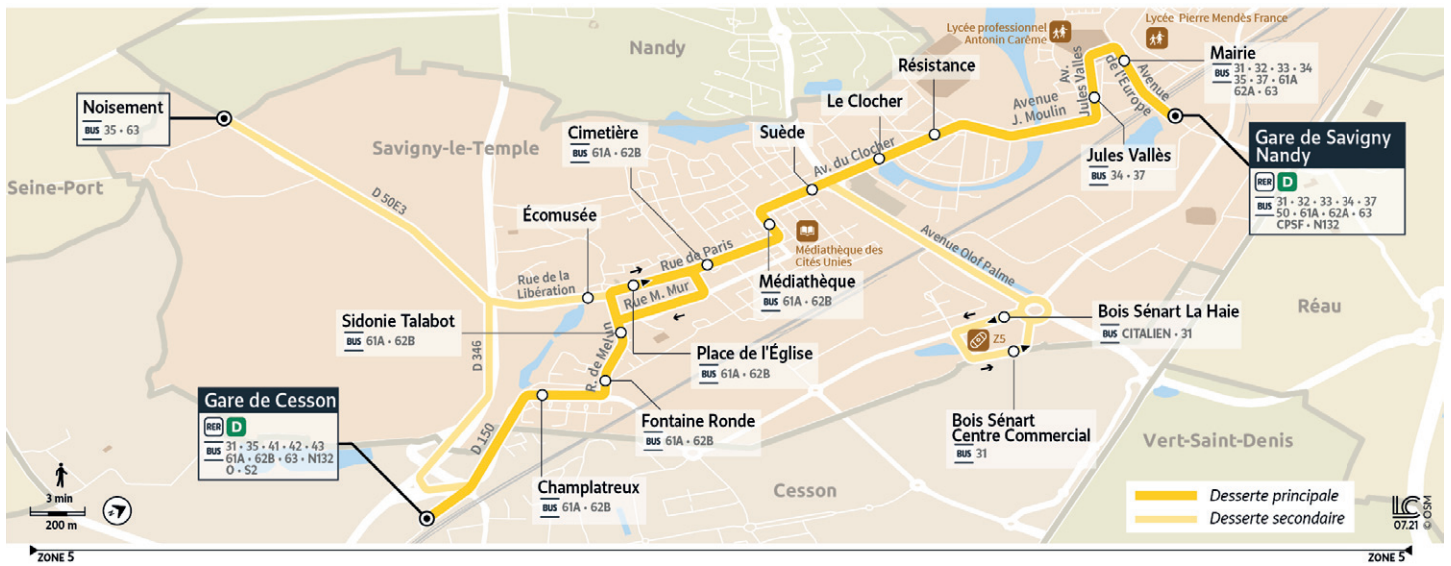 Nandy
Lycée professionnel
Antonin Carême
Lycée Pierre Mendès France
Mairie
BUS 31 • 32 • 33 • 34
35 • 37 • 61A
62A • 63
Résistance
Av.
Jules Valles
Avenue
de l'Europe
Noisement
BUS 35 • 63
Le Clocher
Avenue
J. Moulin
Cimetière
BUS 61A • 62B
Suède
Savigny-le-Temple
Av. du Clocher
Jules Vallès
BUS 34 • 37
Gare de Savigny
Nandy
RER D
BUS 31 • 32 • 33 • 34 • 37
50 • 61A • 62A • 63
CPSF • N132
Seine-Port
D 50E3
Écomusée
Rue de Paris
Médiathèque des
Cités Unies
Avenue Olof Palme
Rue de la
Libération
Rue M. Mur
Médiathèque
BUS 61A • 62B
Réau
Sidonie Talabot
BUS 61A • 62B
Bois Sénart La Haie
BUS CITALIEN • 31
Z5
D 346
R. de Melun
Place de l'Église
BUS 61A • 62B
Gare de Cesson
RER D
BUS 31 • 35 • 41 • 42 • 43
61A • 62B • 63 • N132
O • S2
Fontaine Ronde
BUS 61A • 62B
Bois Sénart
Centre Commercial
BUS 31
Vert-Saint-Denis
D 150
Champlatreux
BUS 61A • 62B
Cesson
3 min
200 m
Desserte principale
Desserte secondaire
LC
07.21
© OSM
ZONE 5
ZONE 5